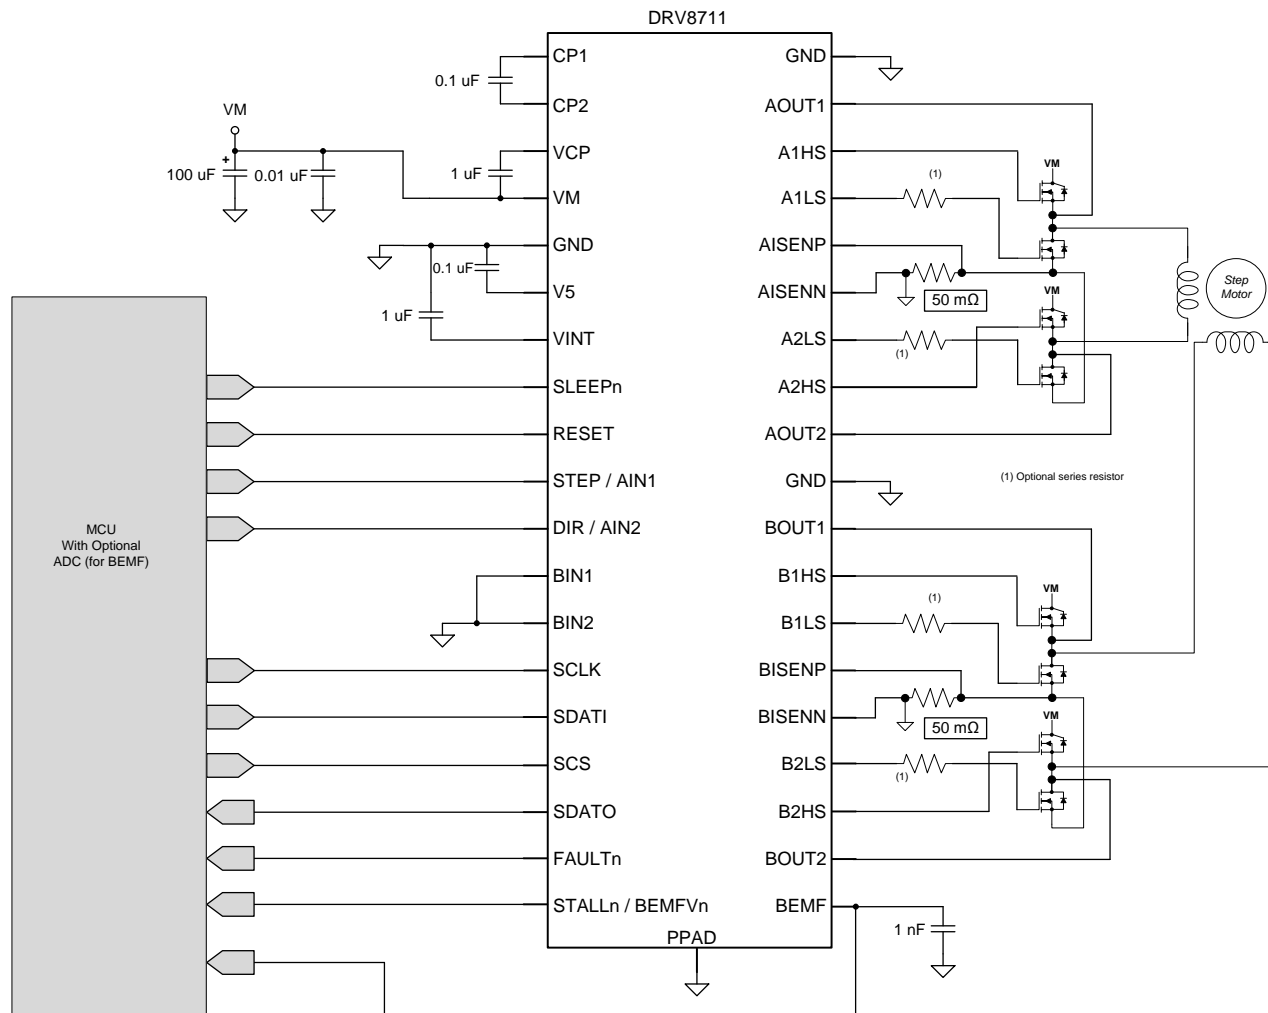 DRV8711
CP1
GND
0.1 uF
CP2
AOUT1
VM
VCP
A1HS
+
100 uF
0.01 uF
1 uF
VM
(1)
VM
A1LS
GND
AISENP
0.1 uF
V5
AISENN
50 mΩ
VM
Step
Motor
1 uF
VINT
A2LS
(1)
SLEEPn
A2HS
RESET
AOUT2
STEP / AIN1
GND
(1) Optional series resistor
MCU
With Optional
ADC (for BEMF)
DIR / AIN2
BOUT1
BIN1
B1HS
VM
BIN2
B1LS
(1)
SCLK
BISENP
SDATI
BISENN
50 mΩ
VM
SCS
B2LS
(1)
SDATO
B2HS
FAULTn
BOUT2
STALLn / BEMFVn
BEMF
1 nF
PPAD